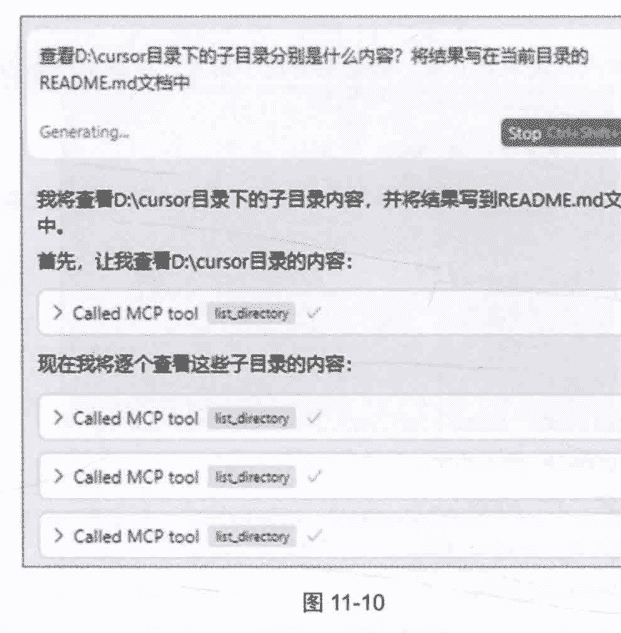 查看D:\cursor目录下的子目录分别是什么内容？将结果写在当前目录的
README.md文档中
Generating...
Stop Ctrl+Shift+
我将查看D:\cursor目录下的子目录内容，并将结果写到README.md文
中。
首先，让我查看D:\cursor目录的内容：
> Called MCP tool list_directory ✓
现在我将逐个查看这些子目录的内容：
> Called MCP tool list_directory ✓
> Called MCP tool list_directory ✓
> Called MCP tool list_directory ✓
图 11-10